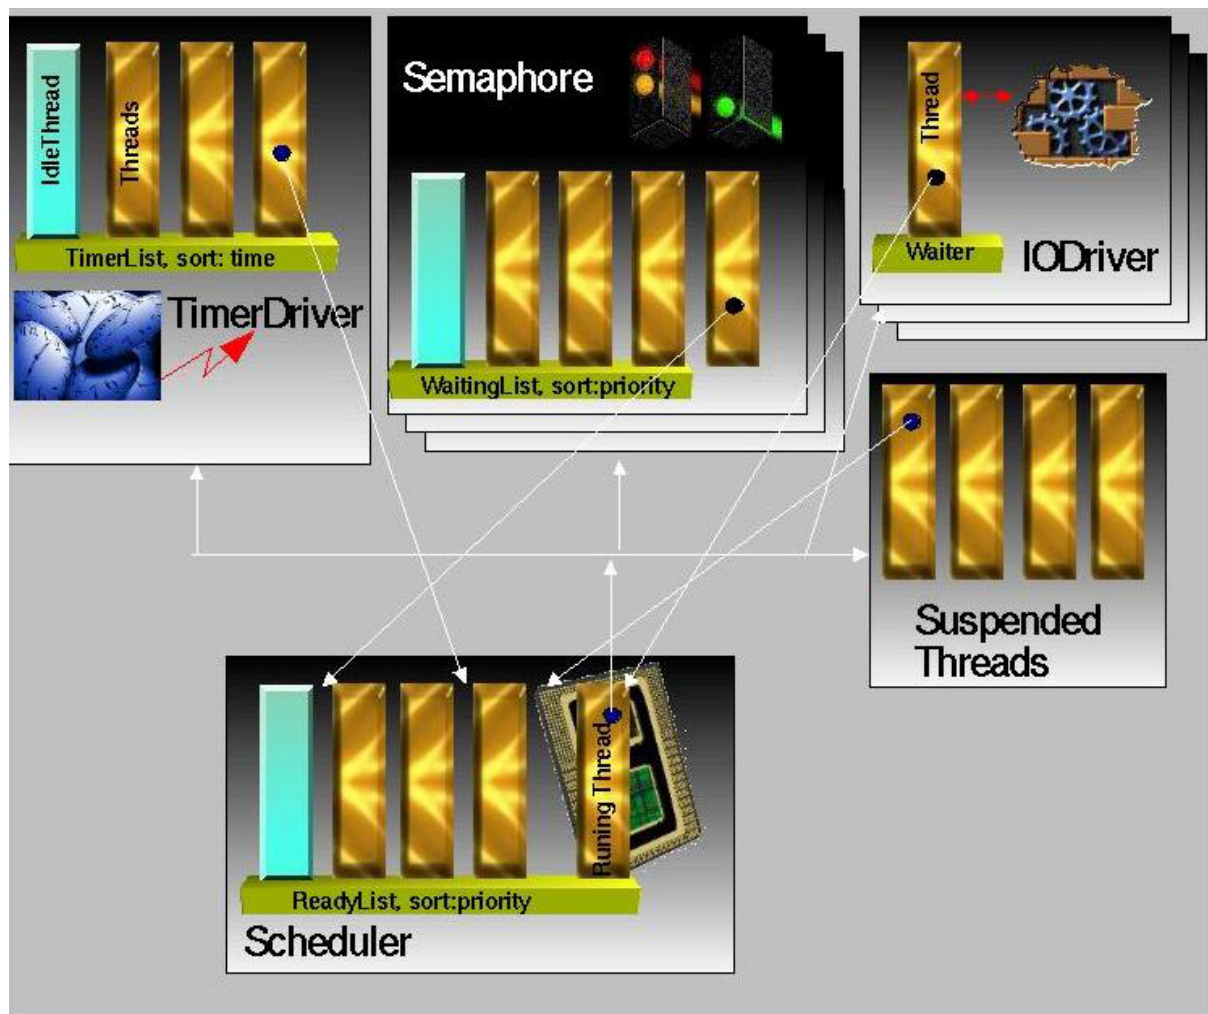 IdleThread
Threads
TimerList, sort: time
TimerDriver
Semaphore
WaitingList, sort:priority
Thread
Waiter
IODriver
Suspended
Threads
Runing Thread
ReadyList, sort:priority
Scheduler